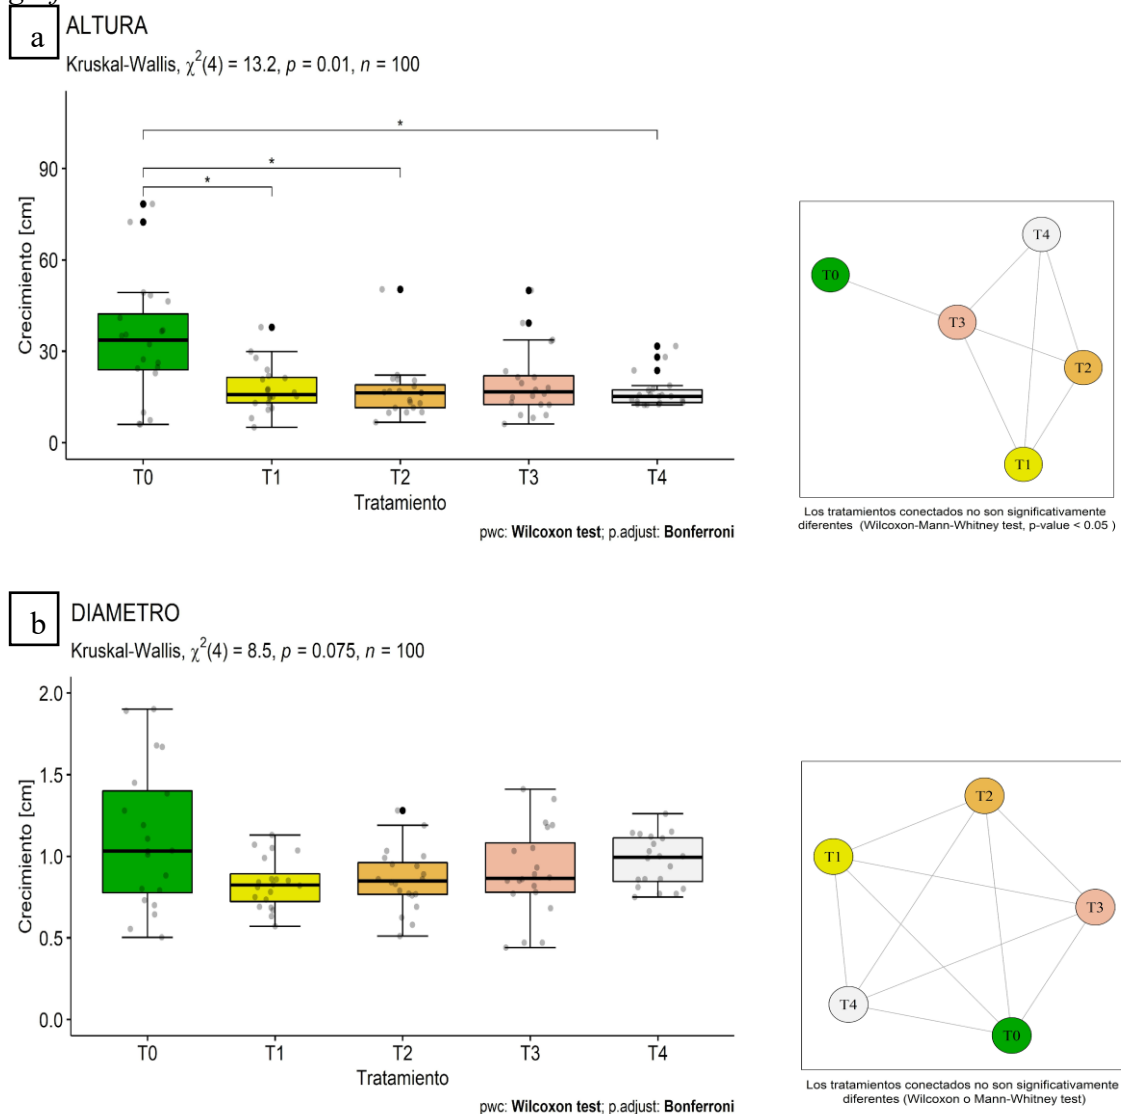 a
ALTURA
Kruskal-Wallis, χ²(4) = 13.2, p = 0.01, n = 100
*
*
*
90
60
30
0
Crecimiento [cm]
T0 T1 T2 T3 T4
Tratamiento
pwc: Wilcoxon test; p.adjust: Bonferroni
T4
T0
T3
T2
T1
Los tratamientos conectados no son significativamente
diferentes (Wilcoxon-Mann-Whitney test, p-value < 0.05 )
b
DIAMETRO
Kruskal-Wallis, χ²(4) = 8.5, p = 0.075, n = 100
2.0
1.5
1.0
0.5
0.0
Crecimiento [cm]
T0 T1 T2 T3 T4
Tratamiento
pwc: Wilcoxon test; p.adjust: Bonferroni
T2
T1
T3
T4
T0
Los tratamientos conectados no son significativamente
diferentes (Wilcoxon o Mann-Whitney test)